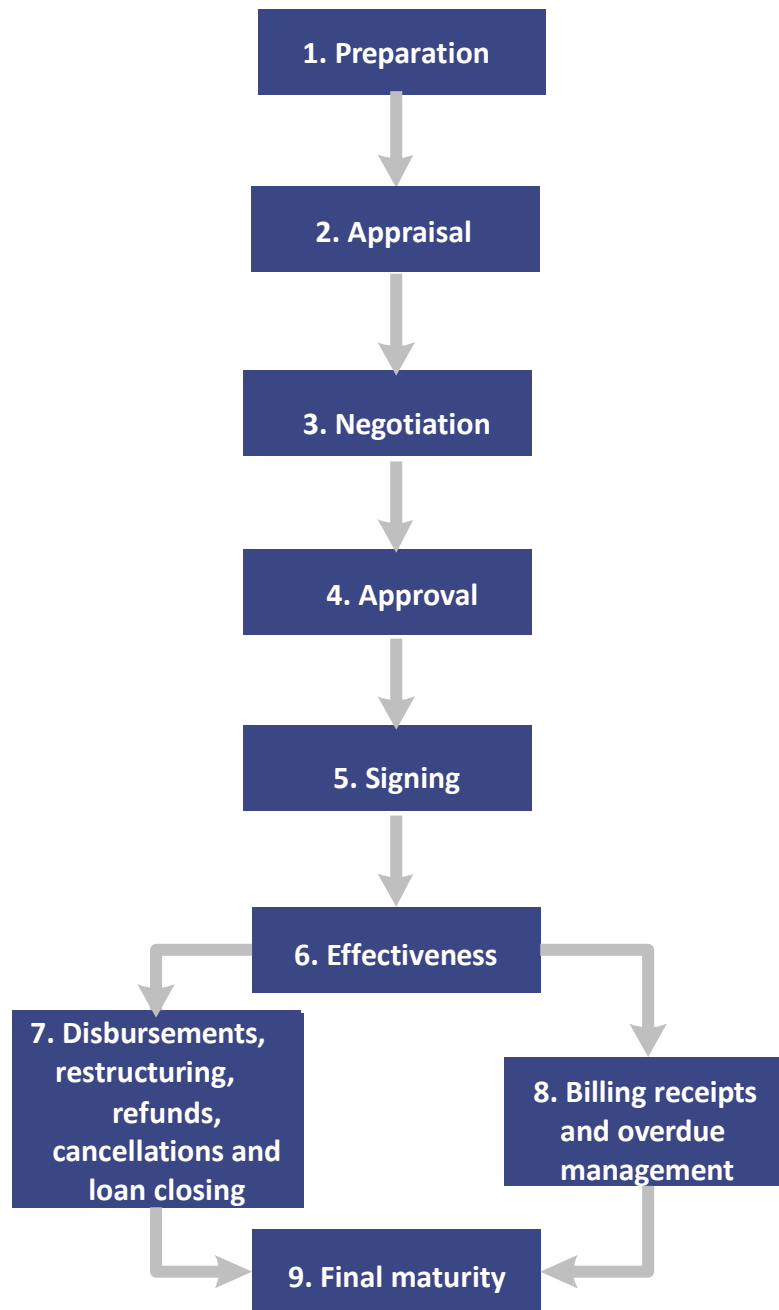 1. Preparation
2. Appraisal
3. Negotiation
4. Approval
5. Signing
6. Effectiveness
7. Disbursements,
restructuring,
refunds,
cancellations and
loan closing
8. Billing receipts
and overdue
management
9. Final maturity